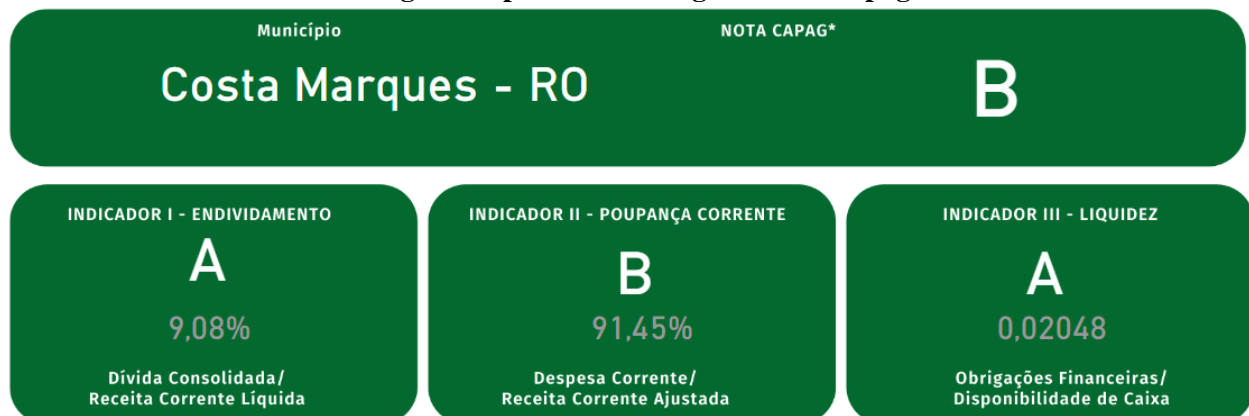 Município
NOTA CAPAG*
Costa Marques - RO
B
INDICADOR I - ENDIVIDAMENTO
A
9,08%
Dívida Consolidada/
Receita Corrente Líquida
INDICADOR II - POUPANÇA CORRENTE
B
91,45%
Despesa Corrente/
Receita Corrente Ajustada
INDICADOR III - LIQUIDEZ
A
0,02048
Obrigações Financeiras/
Disponibilidade de Caixa